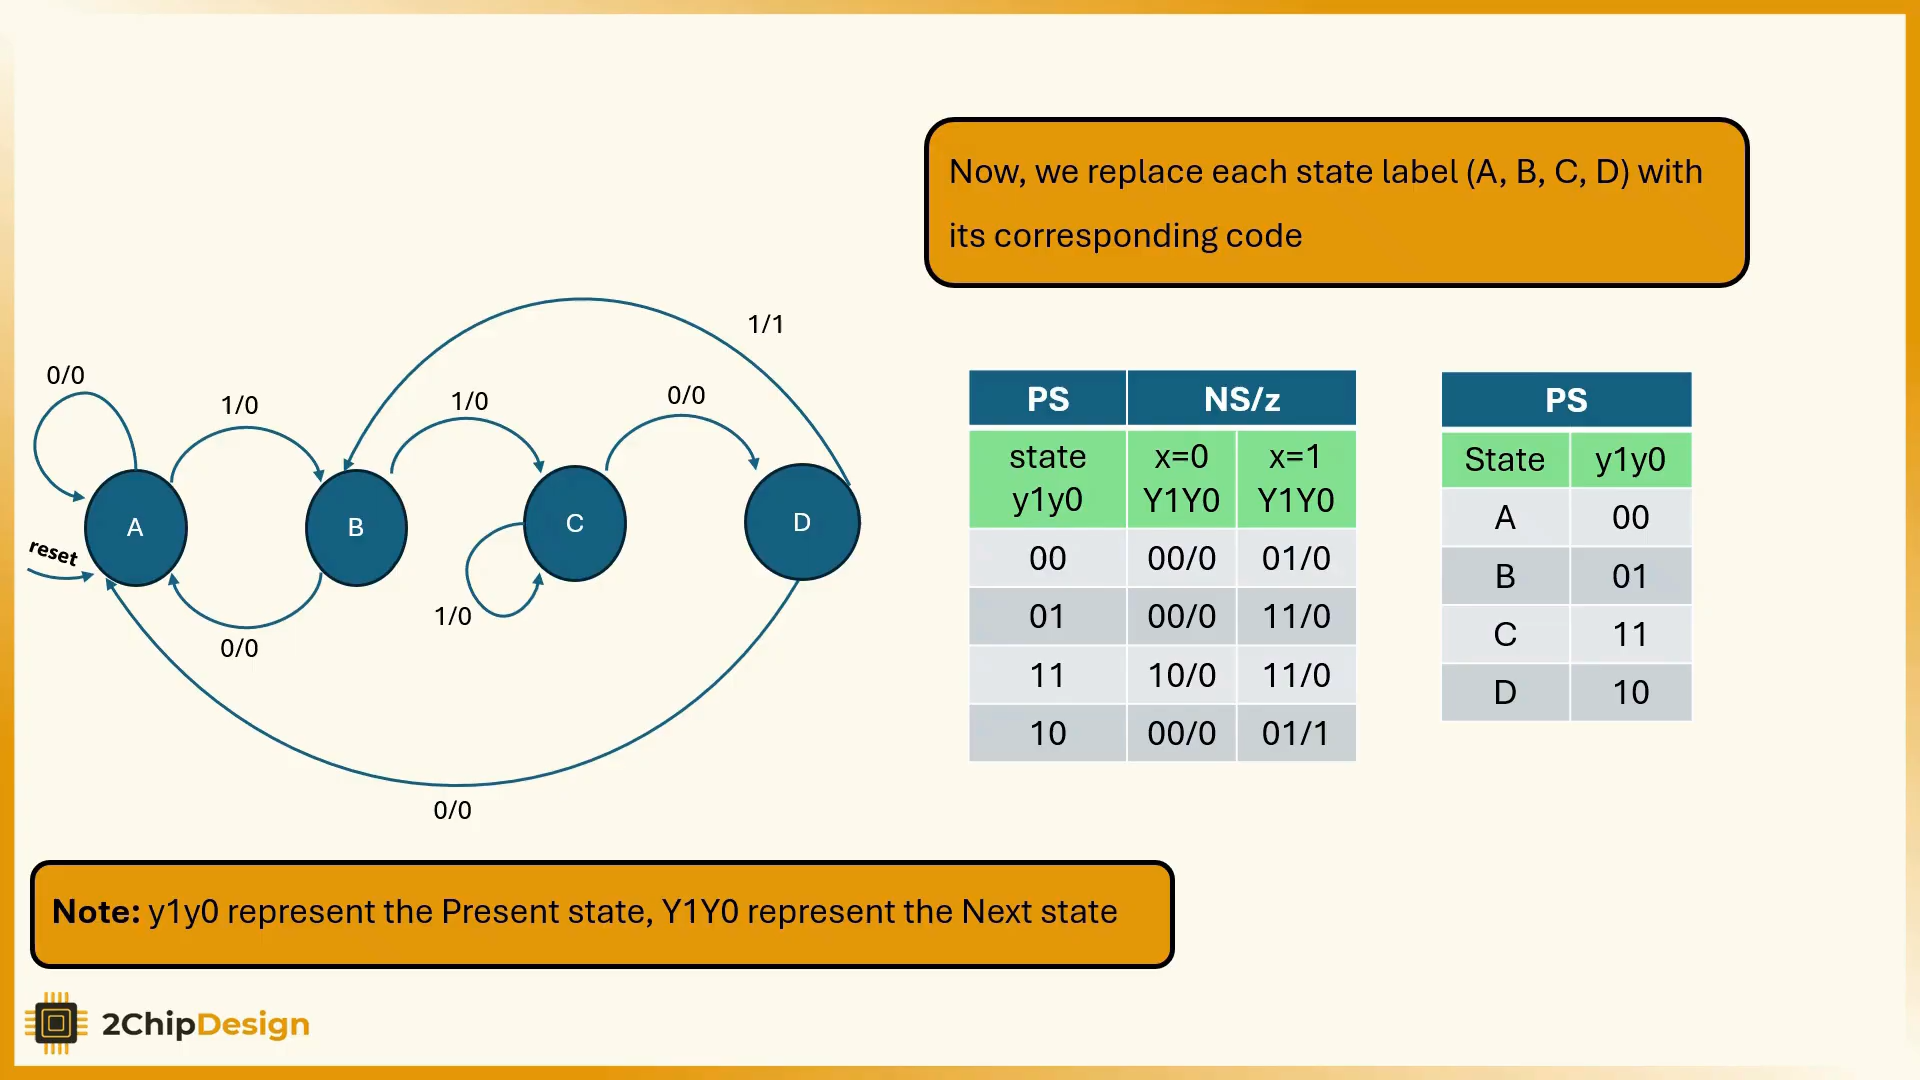 Now, we replace each state label (A, B, C, D) with
its corresponding code
1/1
0/0
1/0
1/0
0/0
A
B
C
D
reset
1/0
0/0
0/0
PS NS/z
state x=0 x=1
y1y0 Y1Y0 Y1Y0
00 00/0 01/0
01 00/0 11/0
11 10/0 11/0
10 00/0 01/1
PS
State y1y0
A 00
B 01
C 11
D 10
Note: y1y0 represent the Present state, Y1Y0 represent the Next state
2ChipDesign